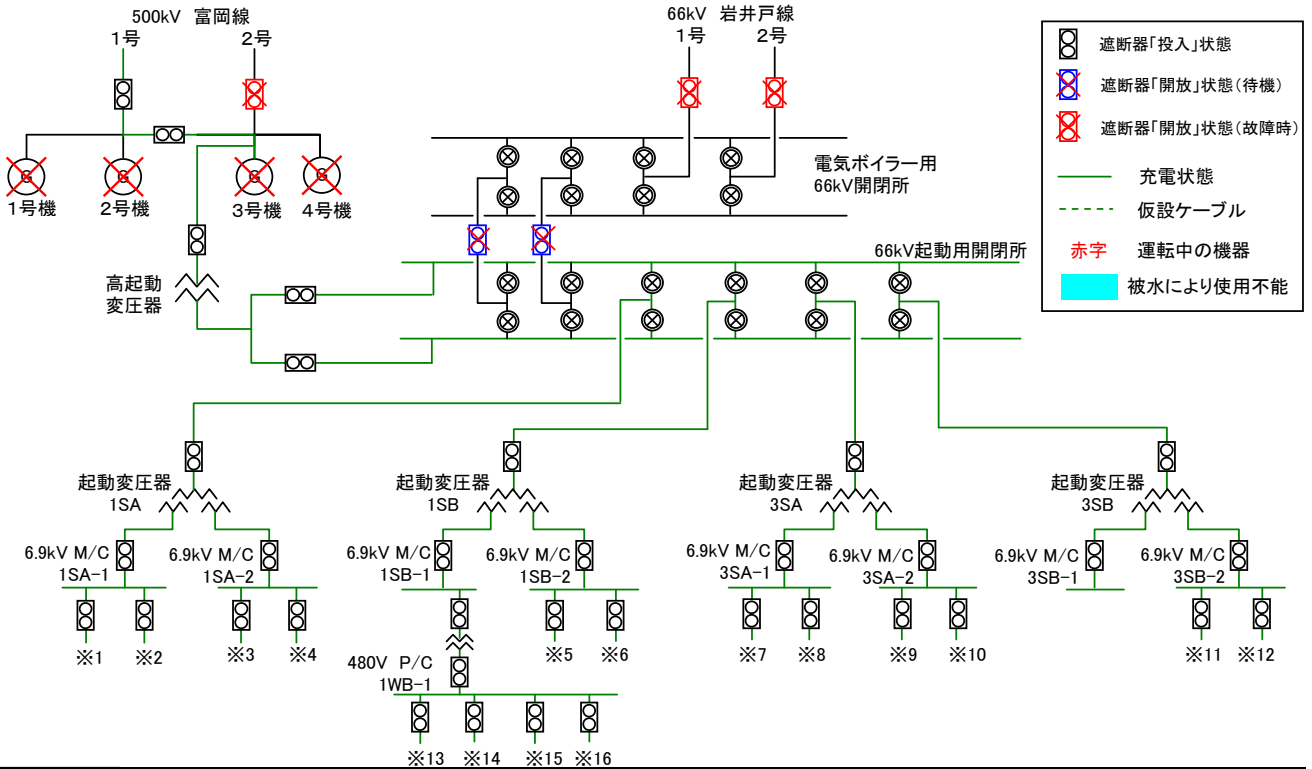 500kV 富岡線
1号
2号
66kV 岩井戸線
1号
2号
遮断器「投入」状態
遮断器「開放」状態(待機)
遮断器「開放」状態(故障時)
充電状態
仮設ケーブル
赤字 運転中の機器
被水により使用不能
G
G
G
G
1号機
2号機
3号機
4号機
電気ボイラー用
66kV開閉所
66kV起動用開閉所
高起動
変圧器
起動変圧器
1SA
起動変圧器
1SB
起動変圧器
3SA
起動変圧器
3SB
6.9kV M/C
1SA-1
6.9kV M/C
1SA-2
6.9kV M/C
1SB-1
6.9kV M/C
1SB-2
6.9kV M/C
3SA-1
6.9kV M/C
3SA-2
6.9kV M/C
3SB-1
6.9kV M/C
3SB-2
※1
※2
※3
※4
※5
※6
※7
※8
※9
※10
※11
※12
480V P/C
1WB-1
※13
※14
※15
※16